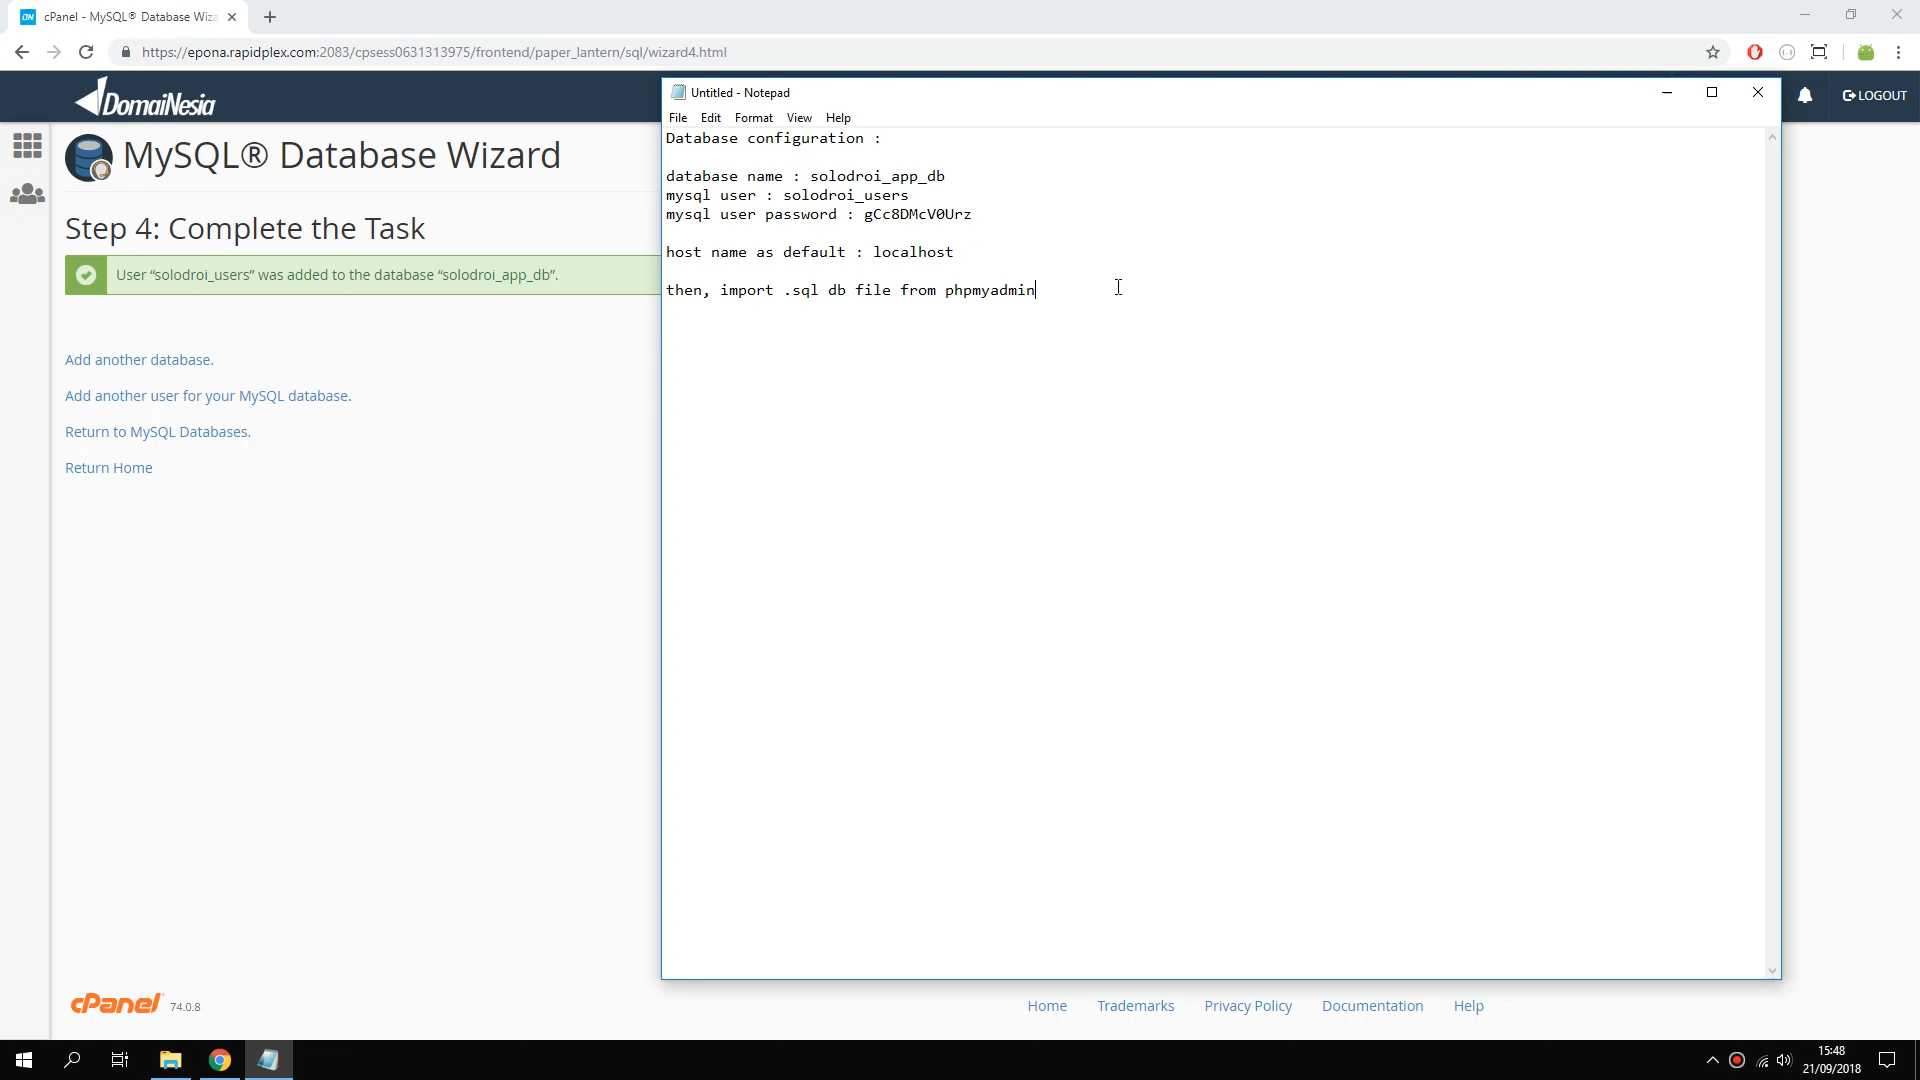 cPanel - MySQL® Database Wiza
https://epona.rapidplex.com:2083/cpsess0631313975/frontend/paper_lantern/sql/wizard4.html
DomaiNesia
LOGOUT
MySQL® Database Wizard
Step 4: Complete the Task
User “solodroi_users” was added to the database “solodroi_app_db”.
Add another database.
Add another user for your MySQL database.
Return to MySQL Databases.
Return Home
Untitled - Notepad
File Edit Format View Help
Database configuration :
database name : solodroi_app_db
mysql user : solodroi_users
mysql user password : gCc8DMcV0Urz
host name as default : localhost
then, import .sql db file from phpmyadmin
cPanel 74.0.8
Home Trademarks Privacy Policy Documentation Help
15:48
21/09/2018